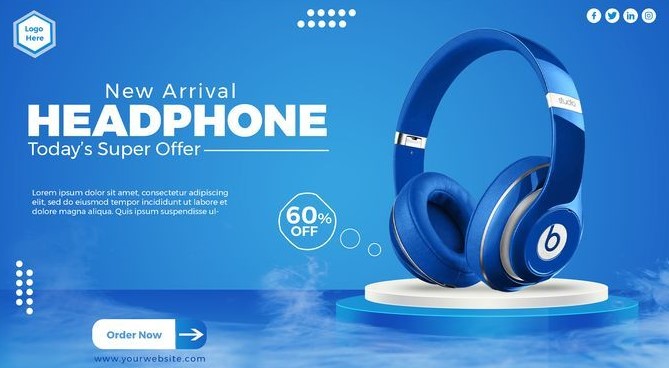 Logo
Here
New Arrival
HEADPHONE
Today's Super Offer
Lorem ipsum dolor sit amet, consectetur adipiscing
elit, sed do eiusmod tempor incididunt ut labore et
dolore magna aliqua. Quis ipsum suspendisse ul-
60%
OFF
studio
b
Order Now
www.yourwebsite.com